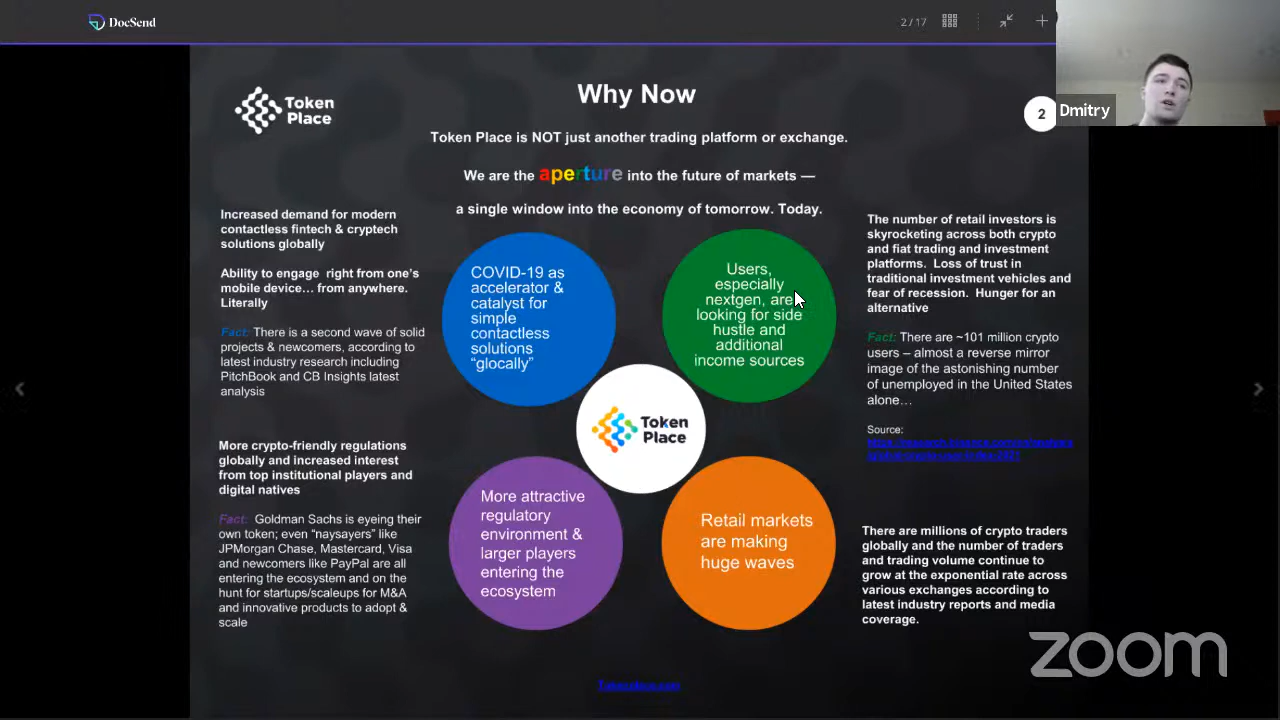 DocSend
2 / 17
Token
Place
Why Now
2
Dmitry
Token Place is NOT just another trading platform or exchange.
We are the aperture into the future of markets —
a single window into the economy of tomorrow. Today.
Increased demand for modern
contactless fintech & cryptech
solutions globally
Ability to engage right from one's
mobile device… from anywhere.
Literally
Fact: There is a second wave of solid
projects & newcomers, according to
latest industry research including
PitchBook and CB Insights latest
analysis
More crypto-friendly regulations
globally and increased interest
from top institutional players and
digital natives
Fact: Goldman Sachs is eyeing their
own token; even "naysayers" like
JPMorgan Chase, Mastercard, Visa
and newcomers like PayPal are all
entering the ecosystem and on the
hunt for startups/scaleups for M&A
and innovative products to adopt &
scale
COVID-19 as
accelerator &
catalyst for
simple
contactless
solutions
"glocally"
Users,
especially
nextgen, are
looking for side
hustle and
additional
income sources
Token
Place
More attractive
regulatory
environment &
larger players
entering the
ecosystem
Retail markets
are making
huge waves
The number of retail investors is
skyrocketing across both crypto
and fiat trading and investment
platforms. Loss of trust in
traditional investment vehicles and
fear of recession. Hunger for an
alternative
Fact: There are ~101 million crypto
users – almost a reverse mirror
image of the astonishing number
of unemployed in the United States
alone…
Source:
There are millions of crypto traders
globally and the number of traders
and trading volume continue to
grow at the exponential rate across
various exchanges according to
latest industry reports and media
coverage.
zoom